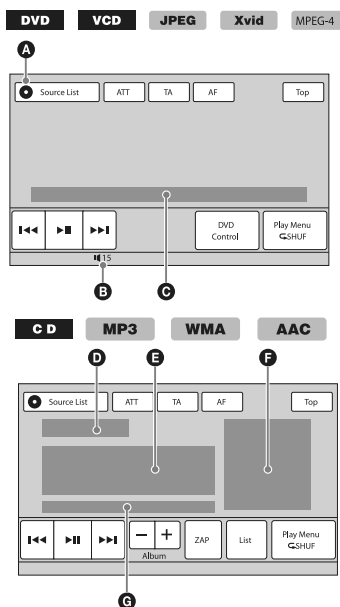 DVD VCD JPEG Xvid MPEG-4
A
Source List ATT TA AF Top
DVD Control
Play Menu SHUF
15
B C
CD MP3 WMA AAC
D E F
Source List ATT TA AF Top
Album
ZAP
List
Play Menu SHUF
G